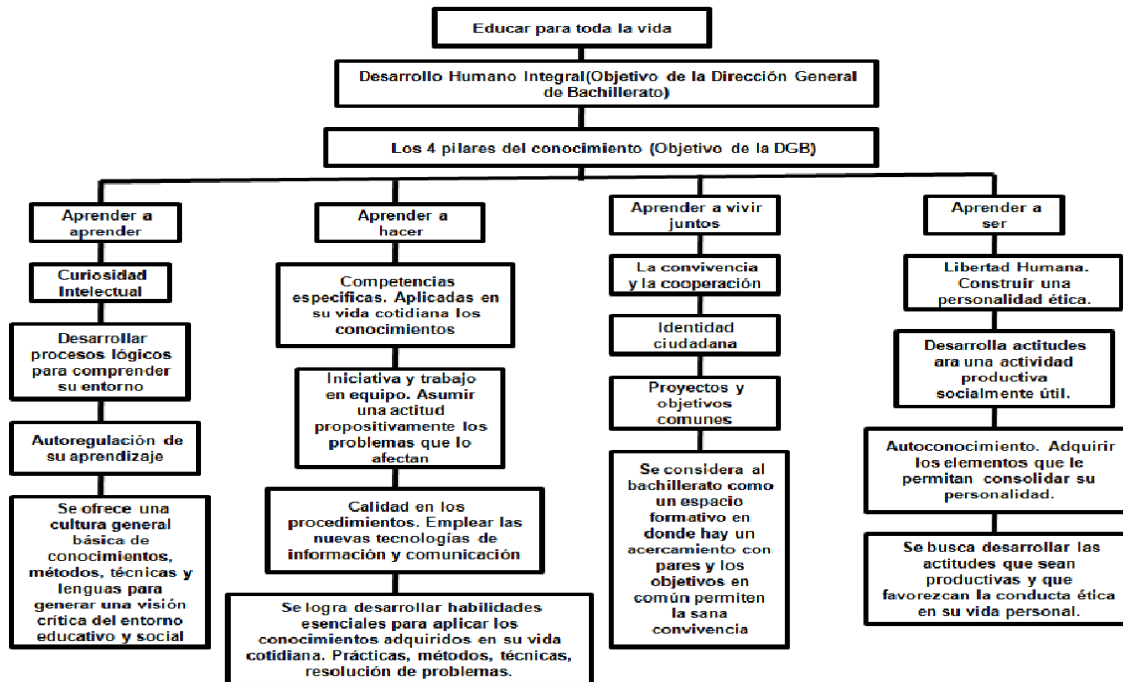 Educar para toda la vida
Desarrollo Humano Integral(Objetivo de la Dirección General
de Bachillerato)
Los 4 pilares del conocimiento (Objetivo de la DGB)
Aprender a
aprender
Curiosidad
Intelectual
Desarrollar
procesos lógicos
para comprender
su entorno
Autoregulación de
su aprendizaje
Se ofrece una
cultura general
básica de
conocimientos,
métodos, técnicas y
lenguas para
generar una visión
crítica del entorno
educativo y social
Aprender a
hacer
Competencias
especificas. Aplicadas en
su vida cotidiana los
conocimientos
Iniciativa y trabajo
en equipo. Asumir
una actitud
propositivamente los
problemas que lo
afectan
Calidad en los
procedimientos. Emplear las
nuevas tecnologías de
información y comunicación
Se logra desarrollar habilidades
esenciales para aplicar los
conocimientos adquiridos en su vida
cotidiana. Prácticas, métodos, técnicas,
resolución de problemas.
Aprender a vivir
juntos
La convivencia
y la cooperación
Identidad
ciudadana
Proyectos y
objetivos
comunes
Se considera al
bachillerato como
un espacio
formativo en
donde hay un
acercamiento con
pares y los
objetivos en
común permiten
la sana
convivencia
Aprender a
ser
Libertad Humana.
Construir una
personalidad ética.
Desarrolla actitudes
ara una actividad
productiva
socialmente útil.
Autoconocimiento. Adquirir
los elementos que le
permitan consolidar su
personalidad.
Se busca desarrollar las
actitudes que sean
productivas y que
favorezcan la conducta ética
en su vida personal.